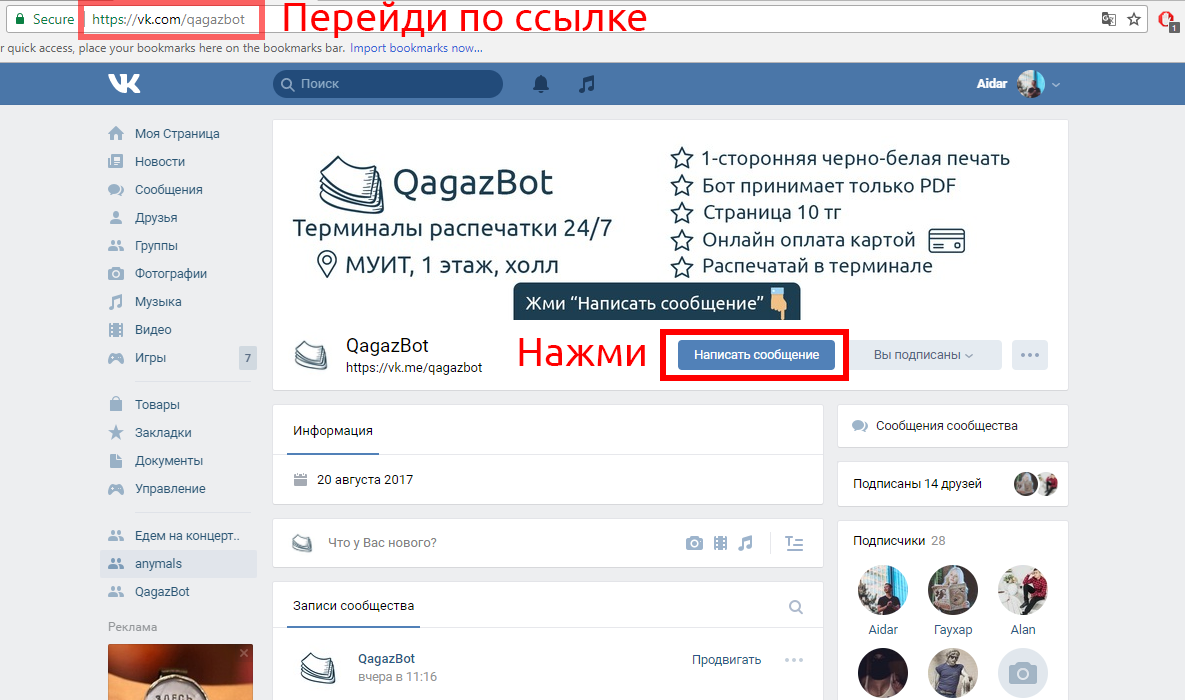 Secure
https://vk.com/qagazbot
Перейди по ссылке
1
r quick access, place your bookmarks here on the bookmarks bar. Import bookmarks now...
Поиск
Aidar
Моя Страница
Новости
Сообщения
Друзья
Группы
Фотографии
Музыка
Видео
Игры
7
Товары
Закладки
Документы
Управление
Едем на концерт..
anymals
QagazBot
Реклама
ЗДЕСЬ
QagazBot
Терминалы распечатки 24/7
МУИТ, 1 этаж, холл
1-сторонняя черно-белая печать
Бот принимает только PDF
Страница 10 тг
Онлайн оплата картой
Распечатай в терминале
Жми “Написать сообщение”
QagazBot
https://vk.me/qagazbot
Нажми
Написать сообщение
Вы подписаны
Информация
20 августа 2017
Что у Вас нового?
Записи сообщества
QagazBot
вчера в 11:16
Продвигать
Сообщения сообщества
Подписаны 14 друзей
Подписчики 28
Aidar
Гаухар
Alan